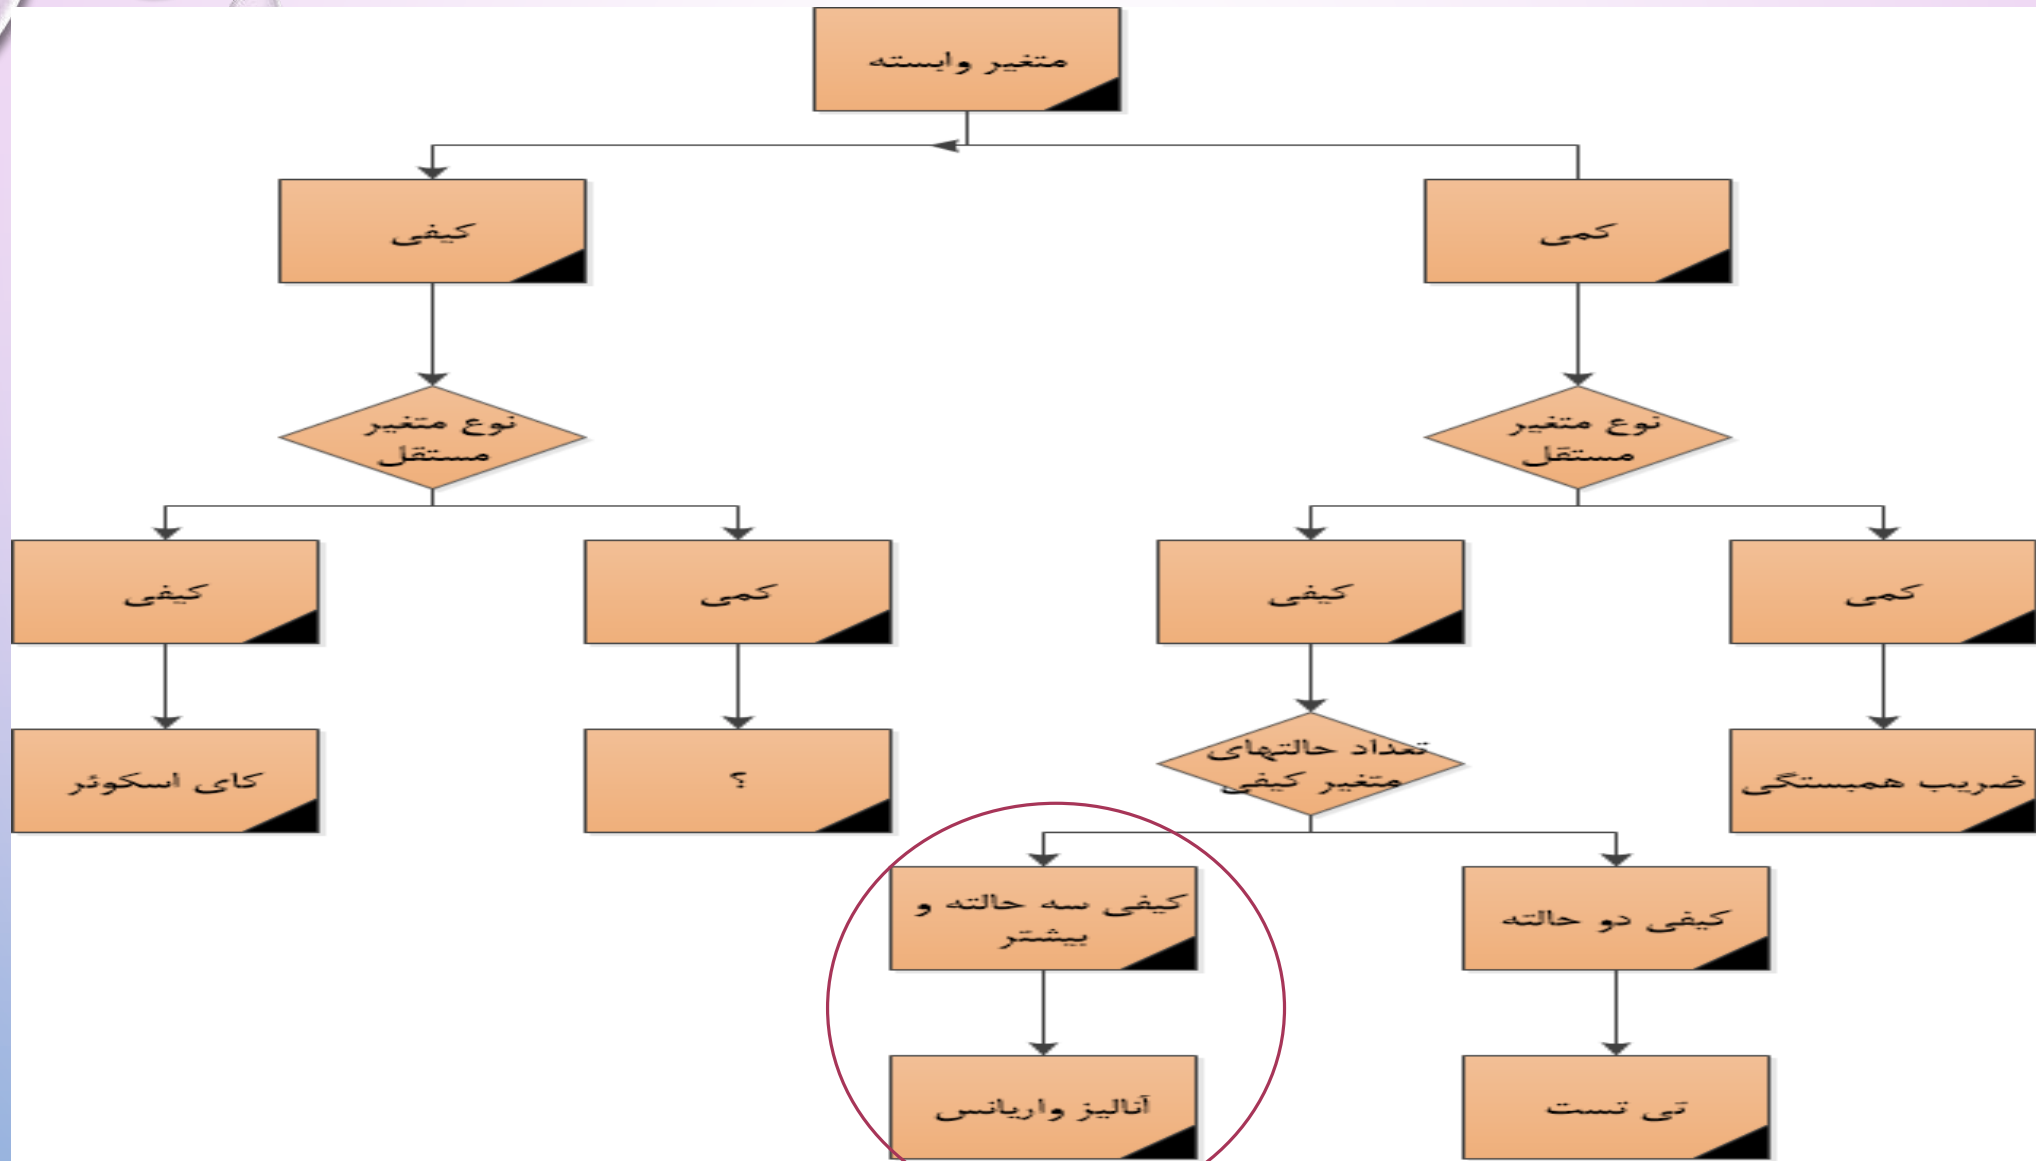 متغیر وابسته
کمی
کیفی
نوع متغیر
مستقل
نوع متغیر
مستقل
کمی
کیفی
کمی
کیفی
ضریب همبستگی
تعداد حالتهای
متغیر کیفی
؟
کای اسکوئر
کیفی دو حالته
کیفی سه حالته و
بیشتر
تی تست
آنالیز واریانس